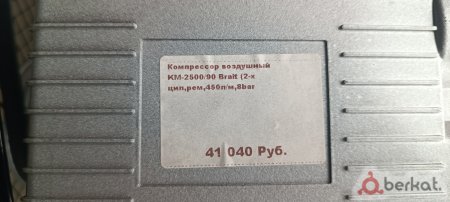 Компрессор воздушный
КМ-2500/90 Brait (2-х
цил,рем,450л/м,8bar
41 040 Руб.
berkat.